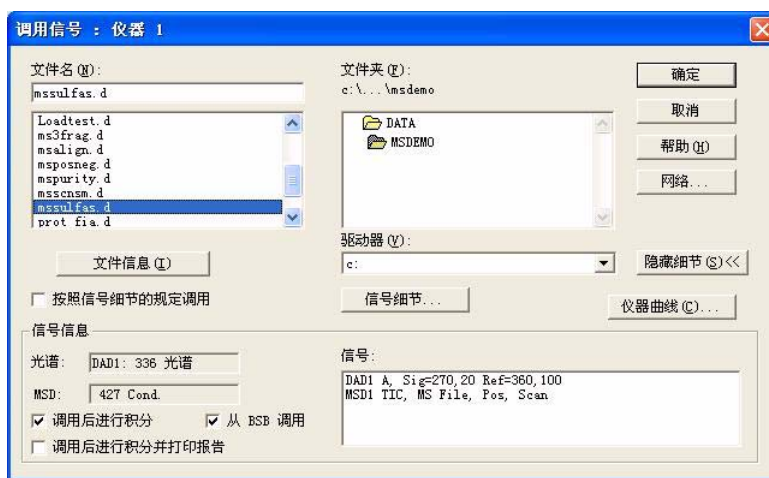 调用信号 : 仪器 1
文件名(N):
mssulfas.d
Loadtest.d
ms3frag.d
msalign.d
msposneg.d
mspurity.d
msscnsm.d
mssulfas.d
prot fia.d
文件信息(I)
按照信号细节的规定调用
文件夹(F):
c:\...\msdemo
DATA
MSDEMO
驱动器(V):
c:
信号细节...
确定
取消
帮助(H)
网络...
隐藏细节(S)<<
仪器曲线(C)...
信号信息
光谱: DAD1: 336 光谱
MSD: 427 Cond.
调用后进行积分 从 BSB 调用
调用后进行积分并打印报告
信号:
DAD1 A, Sig=270,20 Ref=360,100
MSD1 TIC, MS File, Pos, Scan